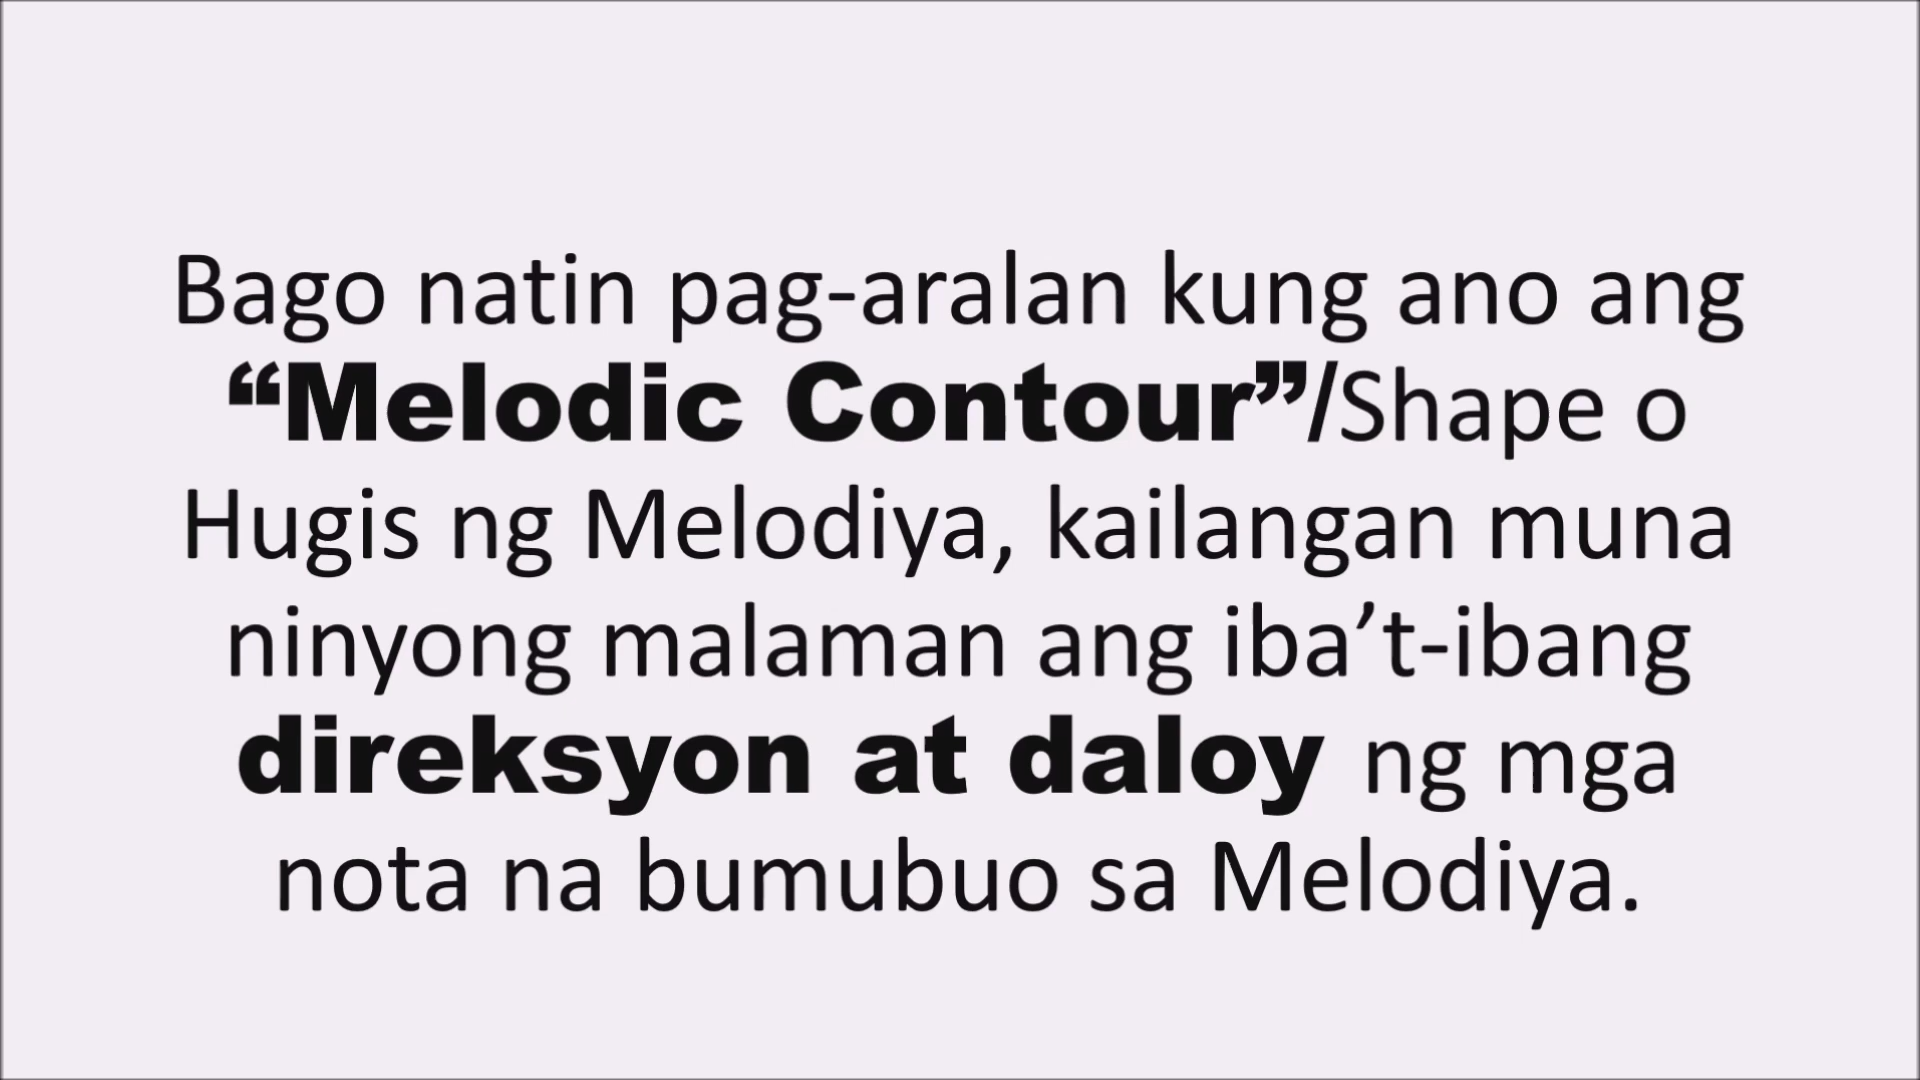 Bago natin pag-aralan kung ano ang
“Melodic Contour”/Shape o
Hugis ng Melodiya, kailangan muna
ninyong malaman ang iba’t-ibang
direksyon at daloy ng mga
nota na bumubuo sa Melodiya.